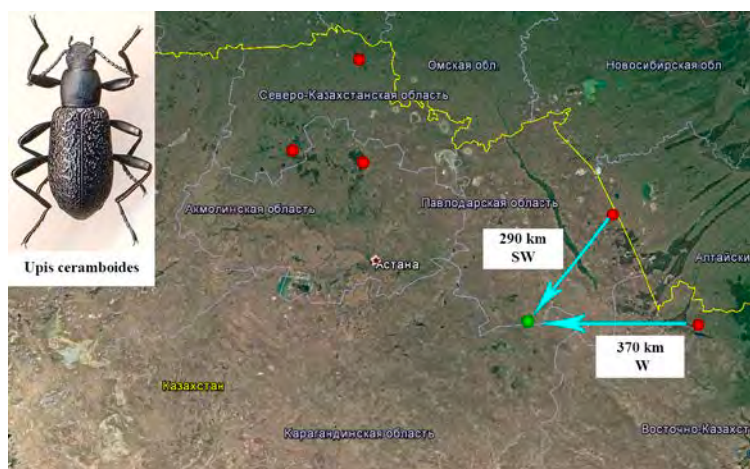 Омская обл.
Новосибирская обл.
Северо-Казахстанская область
Акмолинская область
Павлодарская область
290 km
SW
Астана
Алтайски
Upis ceramboides
370 km
W
Казахстан
Карагандинская область
Восточно-Казахст